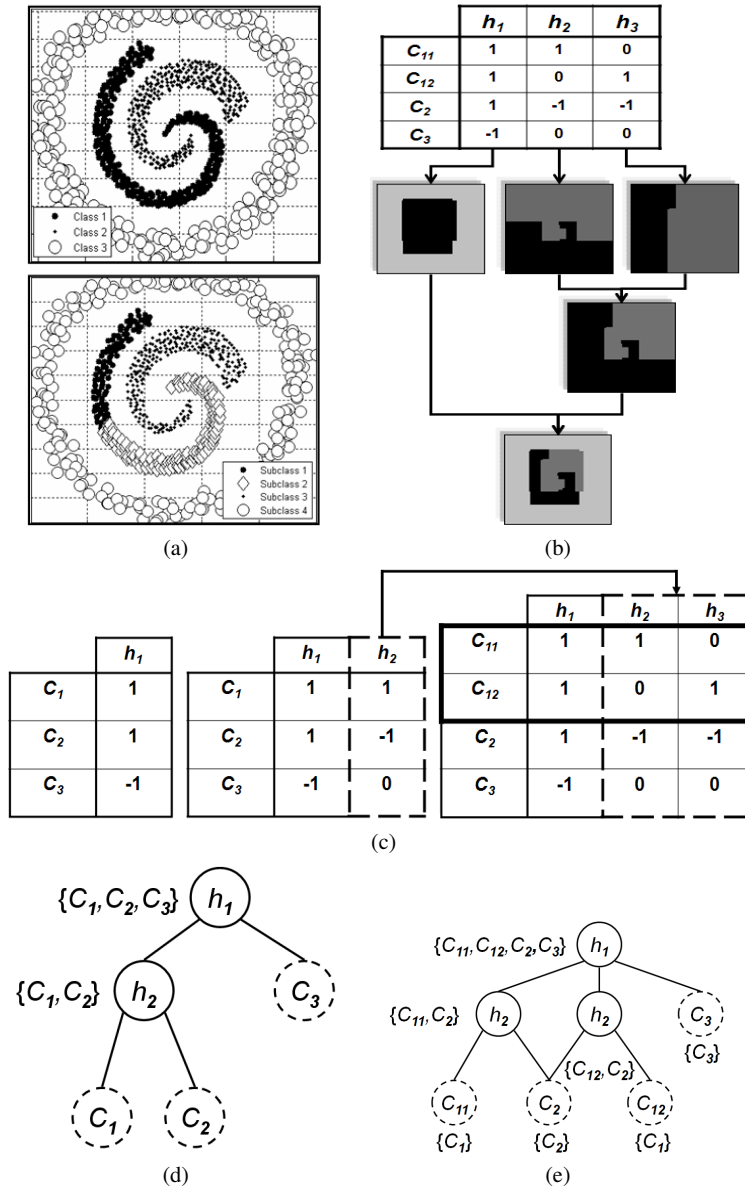 h1 h2 h3
C11 1 1 0
C12 1 0 1
C2 1 -1 -1
C3 -1 0 0
Class 1
Class 2
Class 3
Subclass 1
Subclass 2
Subclass 3
Subclass 4
(a)
(b)
h1
C1 1
C2 1
C3 -1
h1 h2
C1 1 1
C2 1 -1
C3 -1 0
h1 h2 h3
C11 1 1 0
C12 1 0 1
C2 1 -1 -1
C3 -1 0 0
(c)
{C1,C2,C3} h1
{C1,C2} h2 C3
C1 C2
(d)
{C11,C12,C2,C3} h1
{C11,C2} h2 h2 C3
{C3}
{C12,C2}
C11 C2 C12
{C1} {C2} {C1}
(e)